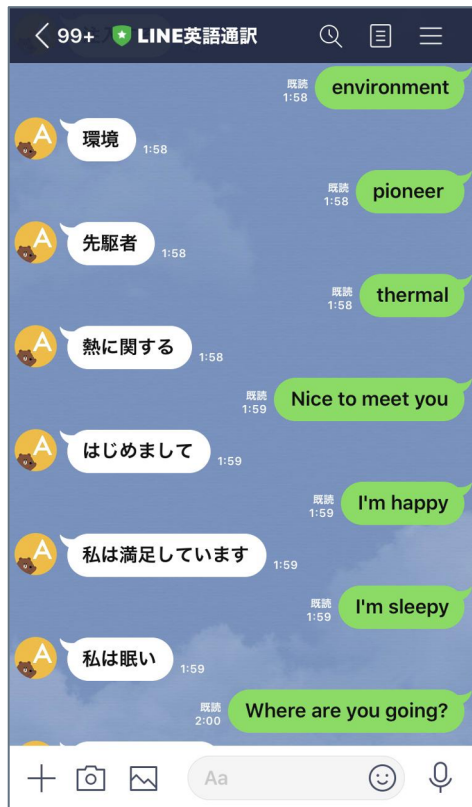 99+ LINE英語通訳
既読
1:58
environment
環境
1:58
既読
1:58
pioneer
先駆者
1:58
既読
1:58
thermal
熱に関する
1:58
既読
1:59
Nice to meet you
はじめまして
1:59
既読
1:59
I'm happy
私は満足しています
1:59
既読
1:59
I'm sleepy
私は眠い
1:59
既読
2:00
Where are you going?
Aa